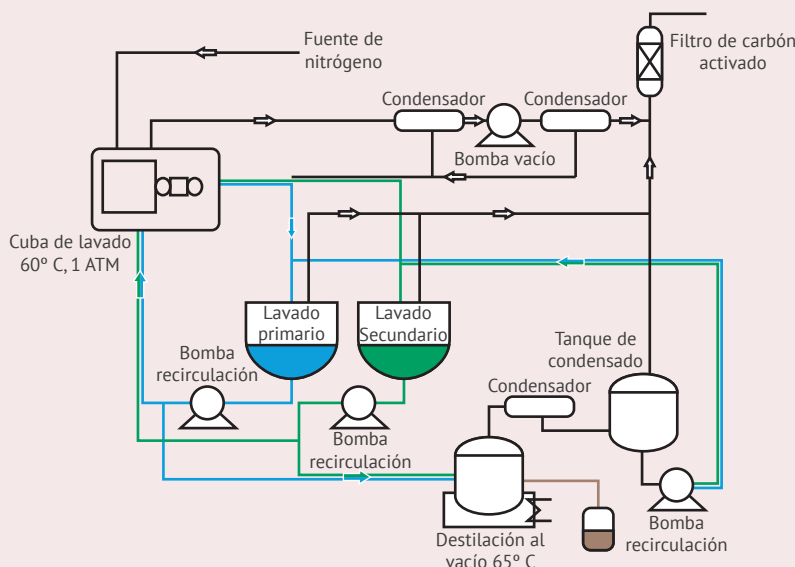 Fuente de
nitrógeno
Filtro de carbón
activado
Condensador
Condensador
Bomba vacío
Cuba de lavado
60º C, 1 ATM
Lavado
primario
Lavado
Secundario
Tanque de
condensado
Bomba
recirculación
Condensador
Bomba
recirculación
Bomba
recirculación
Destilación al
vacío 65º C